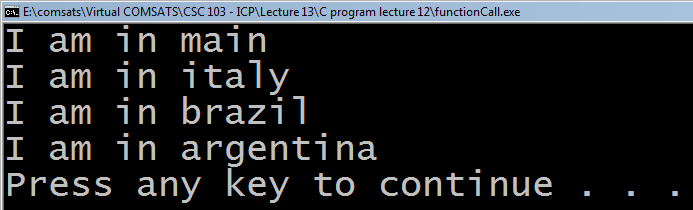 E:\comsats\Virtual COMSATS\CSC 103 - ICP\Lecture 13\C program lecture 12\functionCall.exe
I am in main
I am in italy
I am in brazil
I am in argentina
Press any key to continue . . .